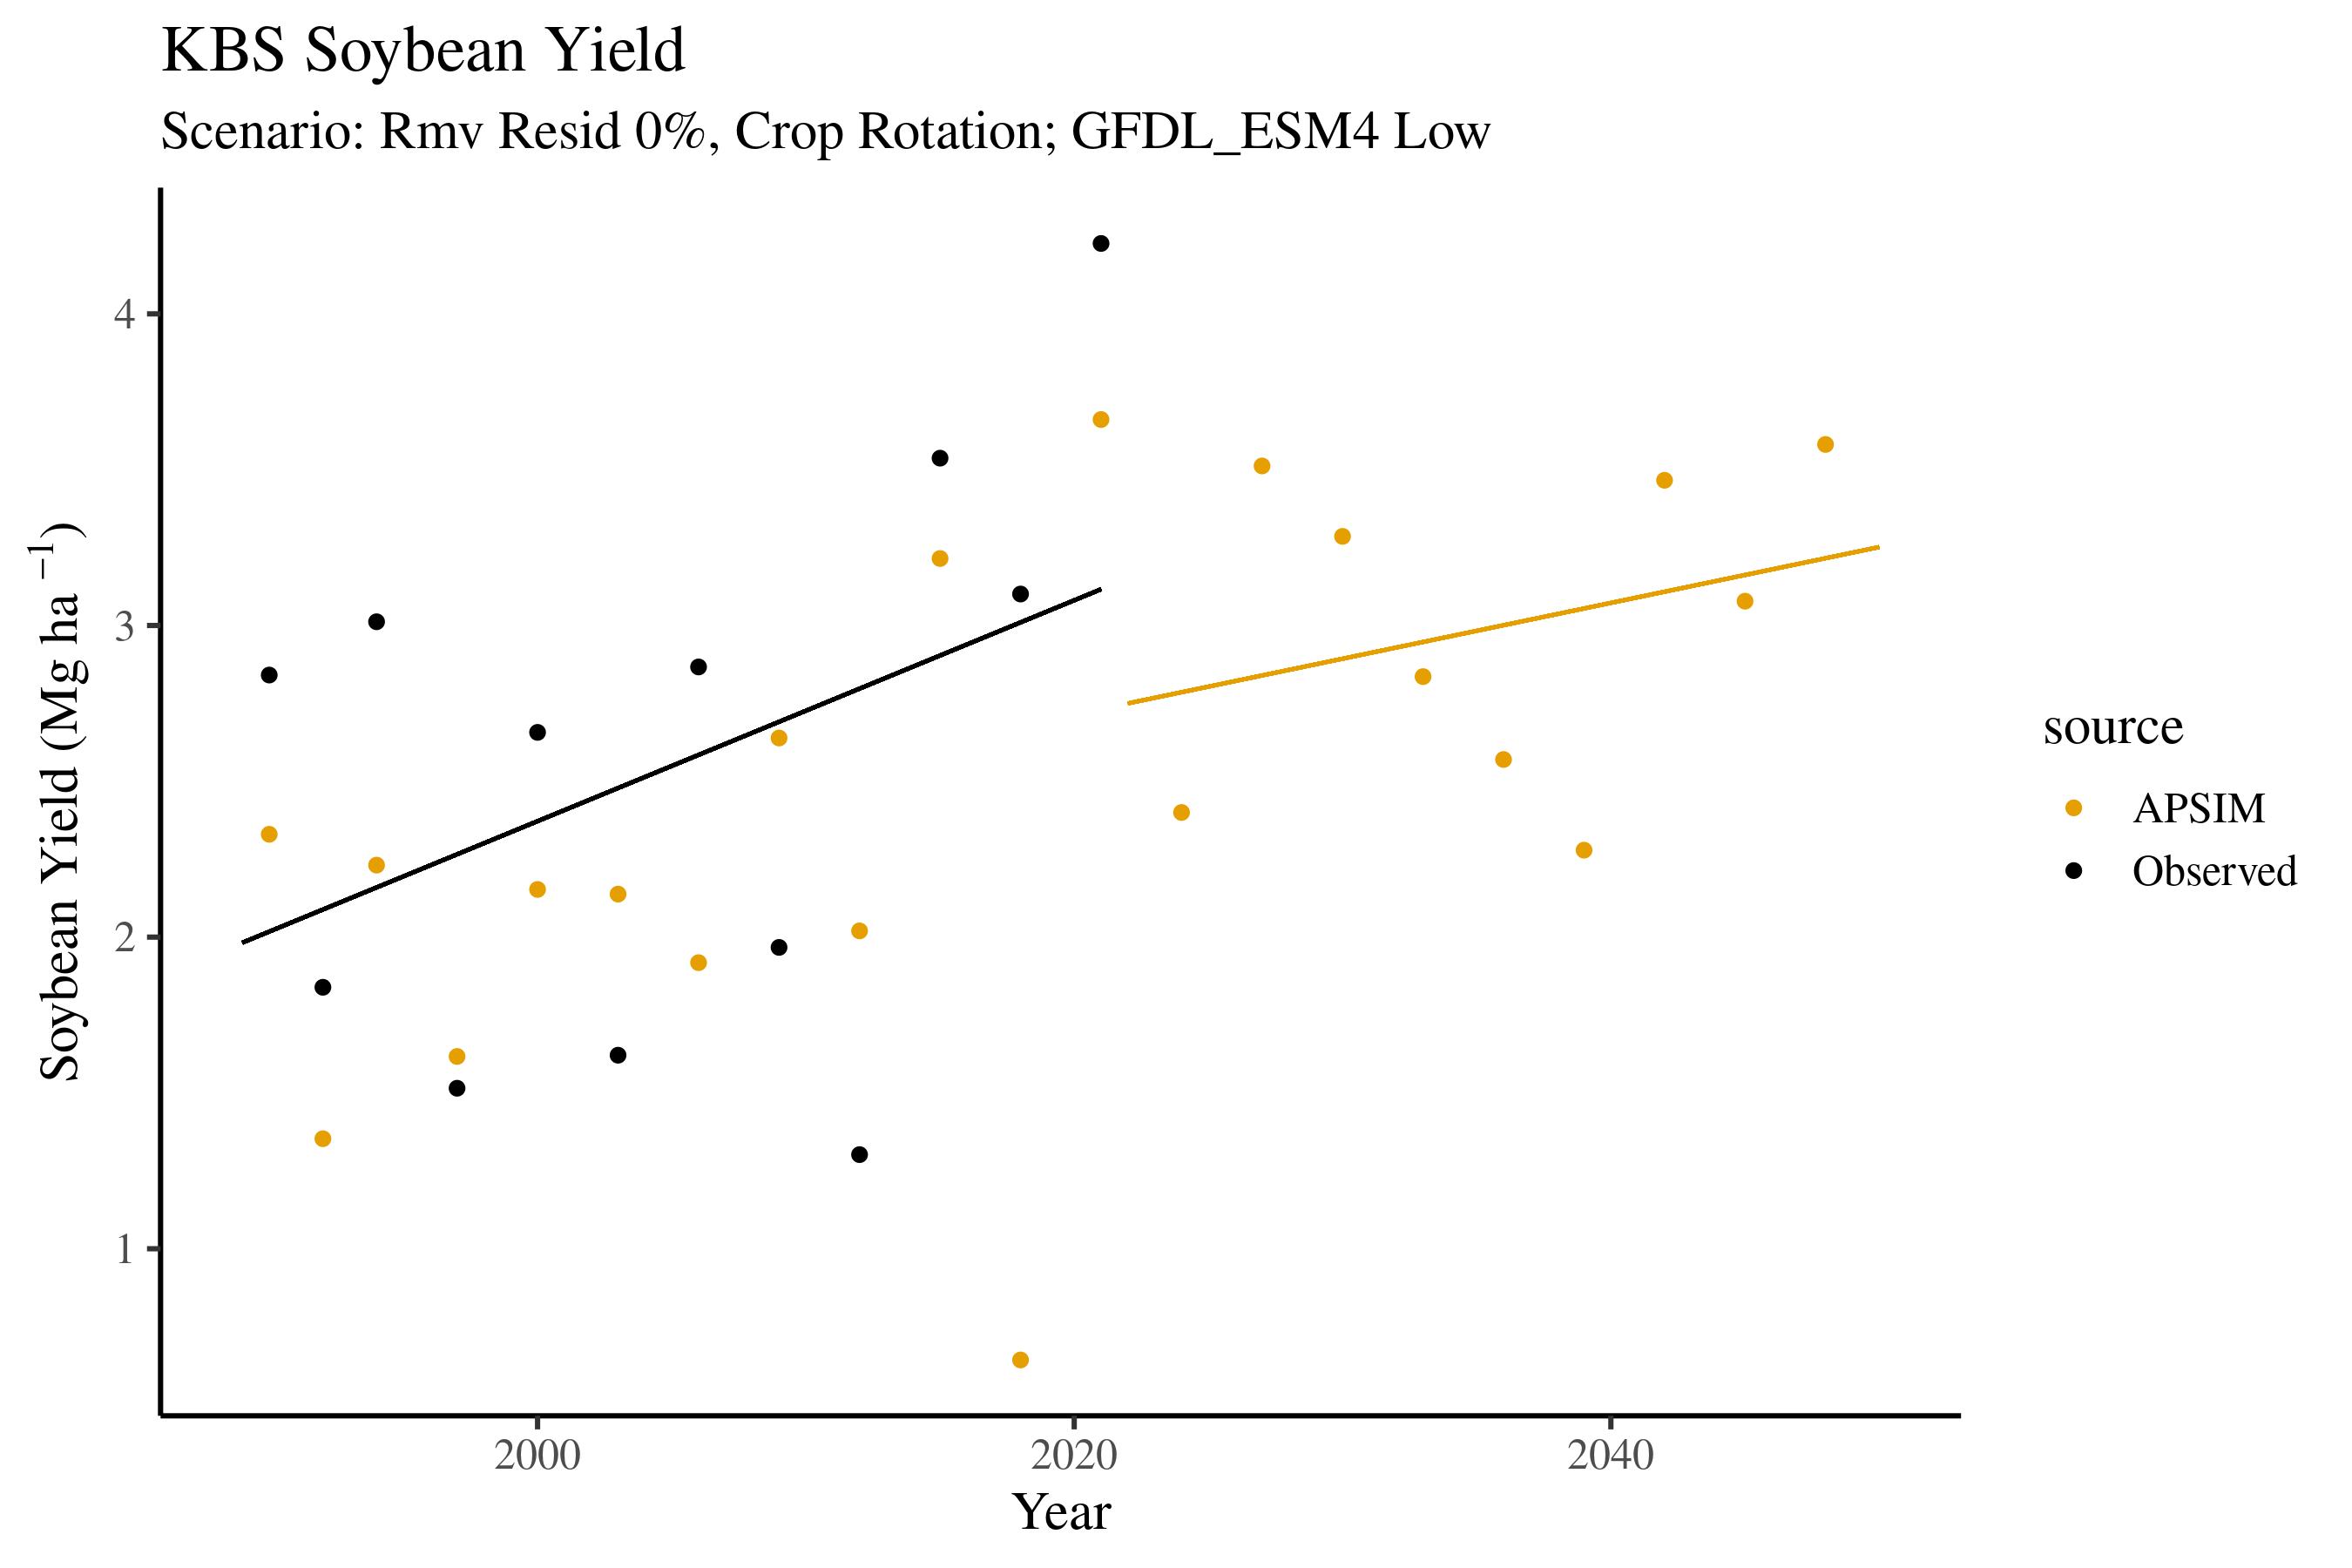 KBS Soybean Yield
Scenario: Rmv Resid 0%, Crop Rotation; GFDL_ESM4 Low
Soybean Yield (Mg ha −1)
4
3
2
1
2000
2020
2040
Year
source
APSIM
Observed